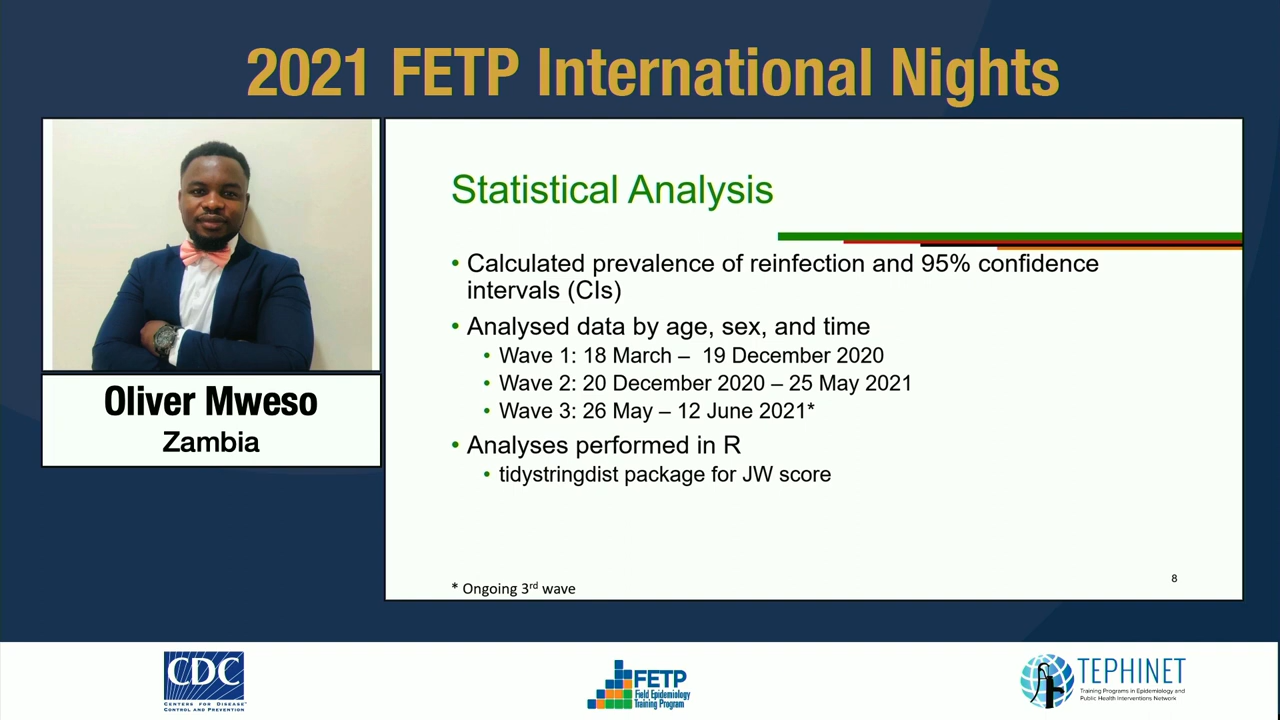 2021 FETP International Nights
Oliver Mweso
Zambia
Statistical Analysis
• Calculated prevalence of reinfection and 95% confidence
intervals (CIs)
• Analysed data by age, sex, and time
• Wave 1: 18 March – 19 December 2020
• Wave 2: 20 December 2020 – 25 May 2021
• Wave 3: 26 May – 12 June 2021*
• Analyses performed in R
• tidystringdist package for JW score
* Ongoing 3rd wave
8
CDC
CENTERS FOR DISEASE™
CONTROL AND PREVENTION
FETP
Field Epidemiology
Training Program
TEPHINET
Training Programs in Epidemiology and
Public Health Interventions Network